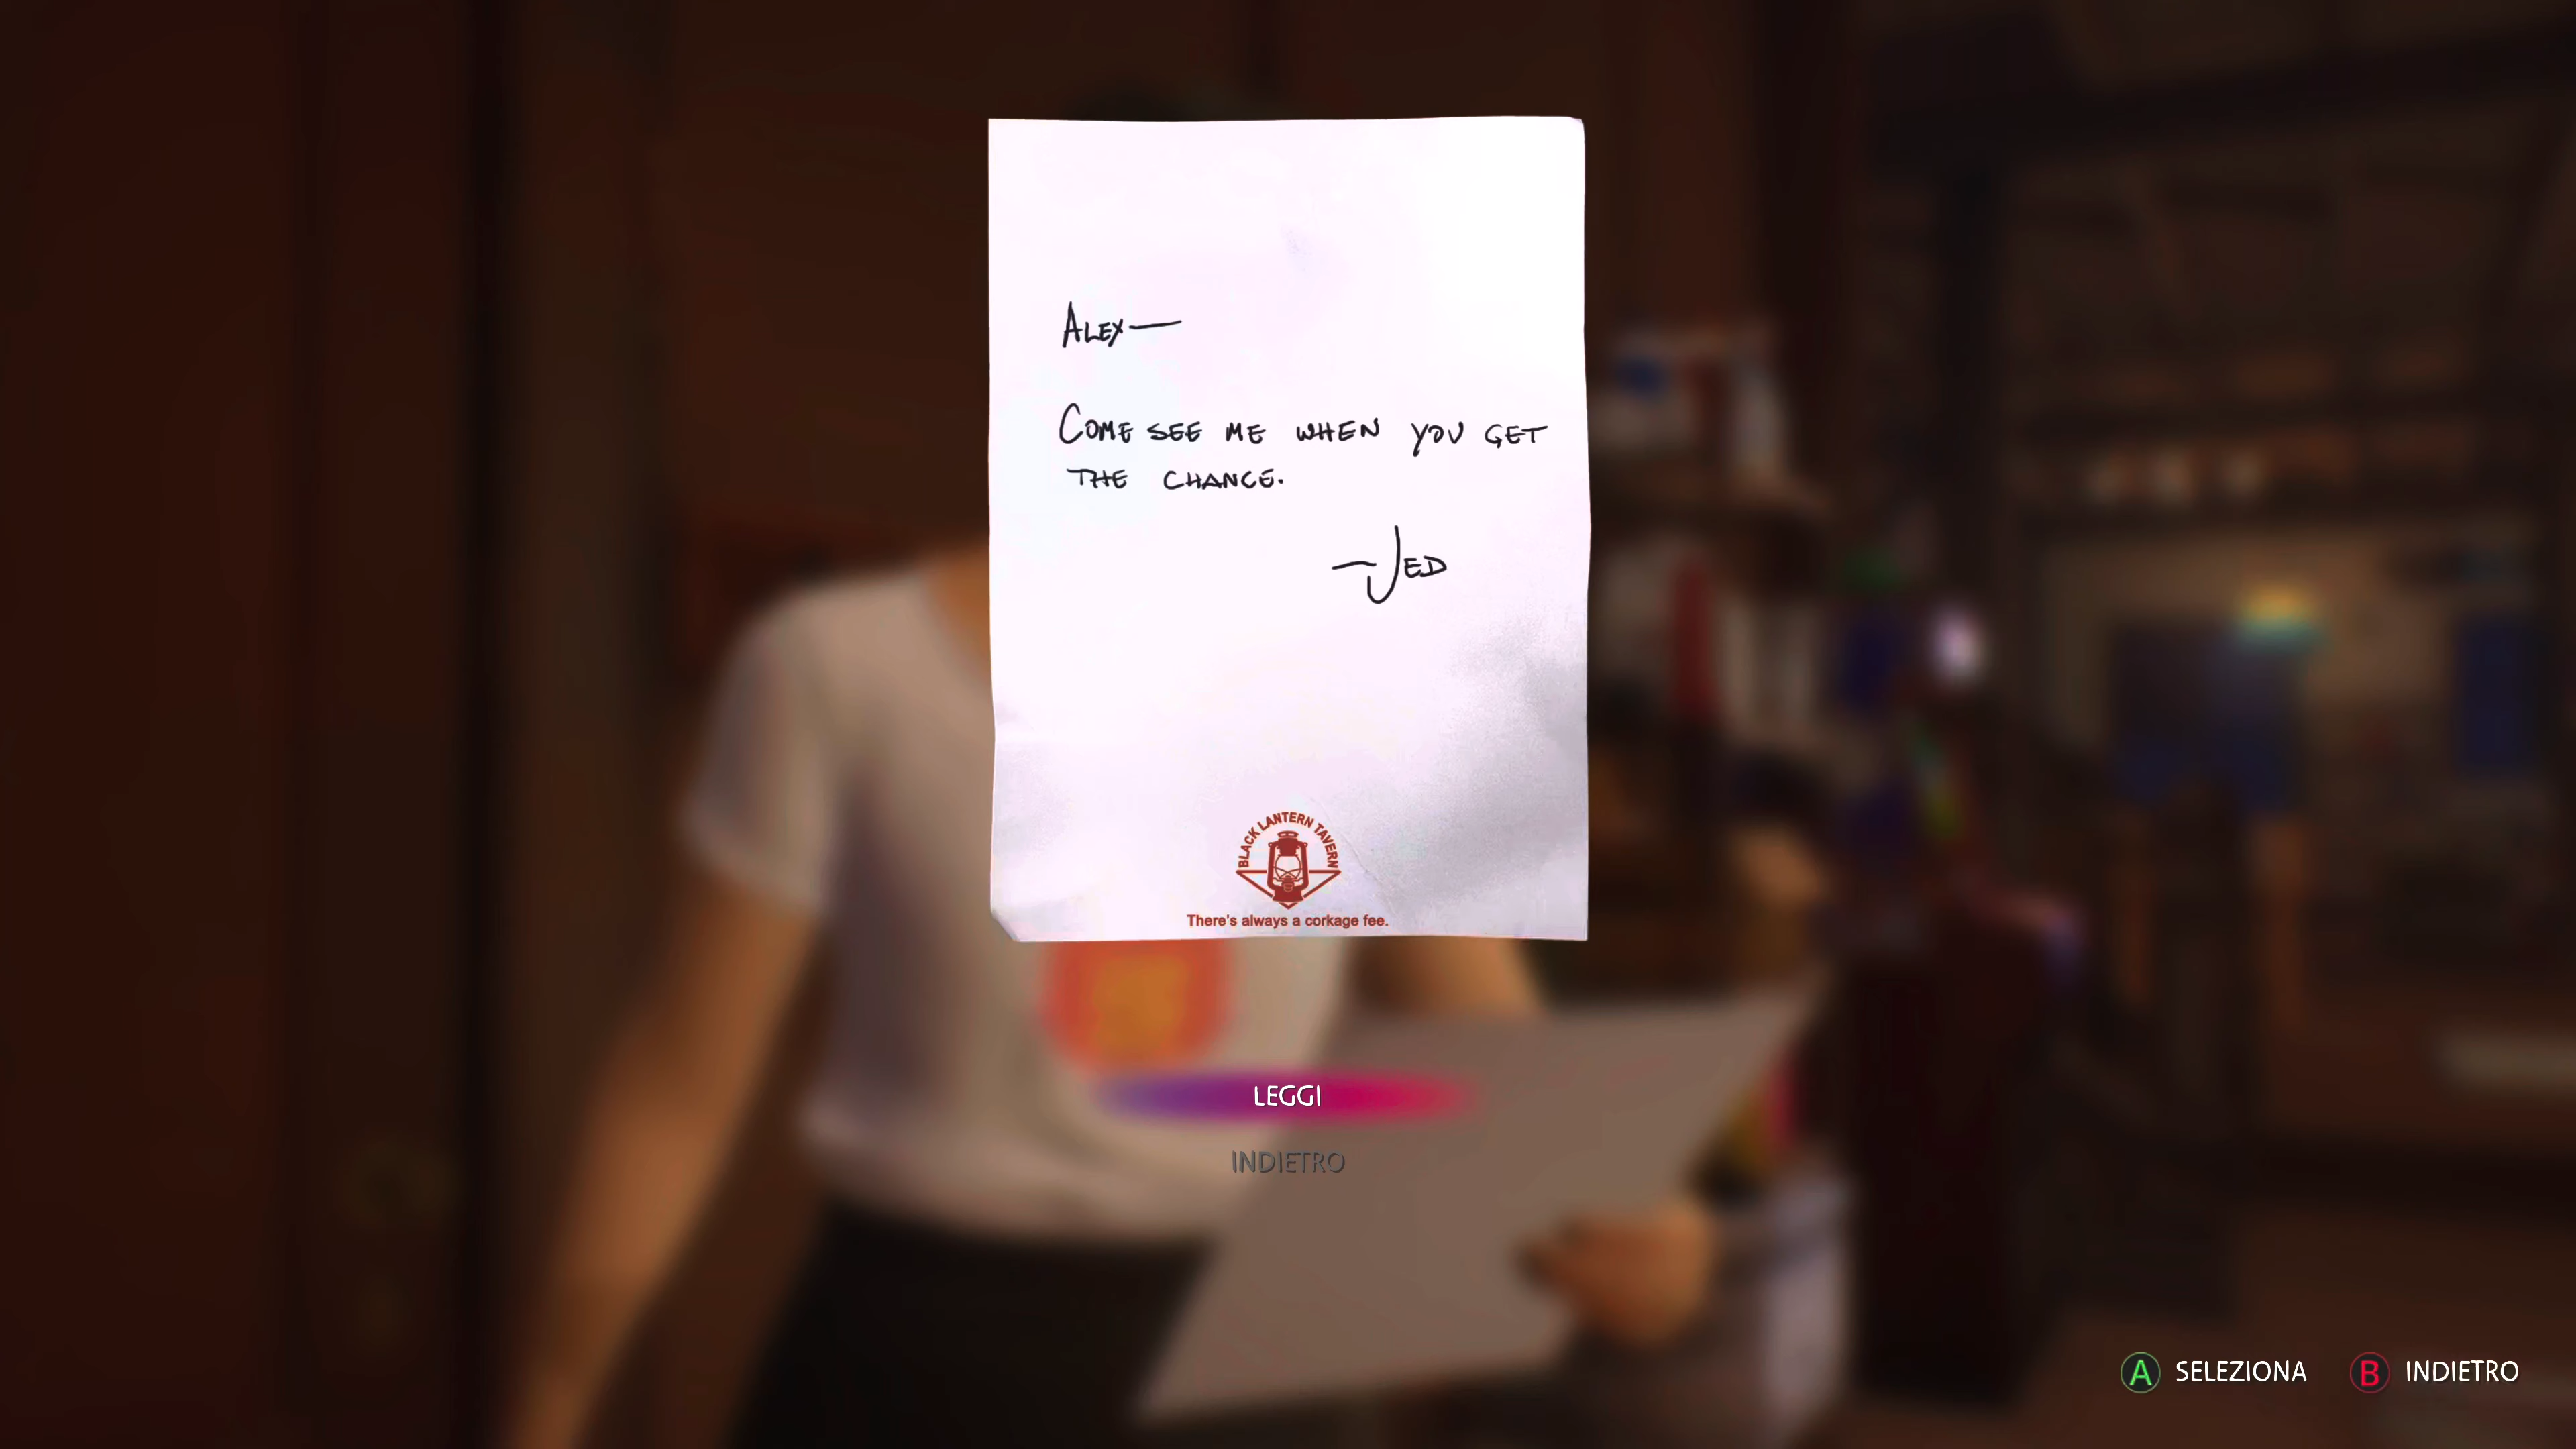 ALEX—
COME SEE ME WHEN YOU GET
THE CHANCE.
—JED
BLACK LANTERN TAVERN
There's always a corkage fee.
LEGGI
INDIETRO
A SELEZIONA B INDIETRO